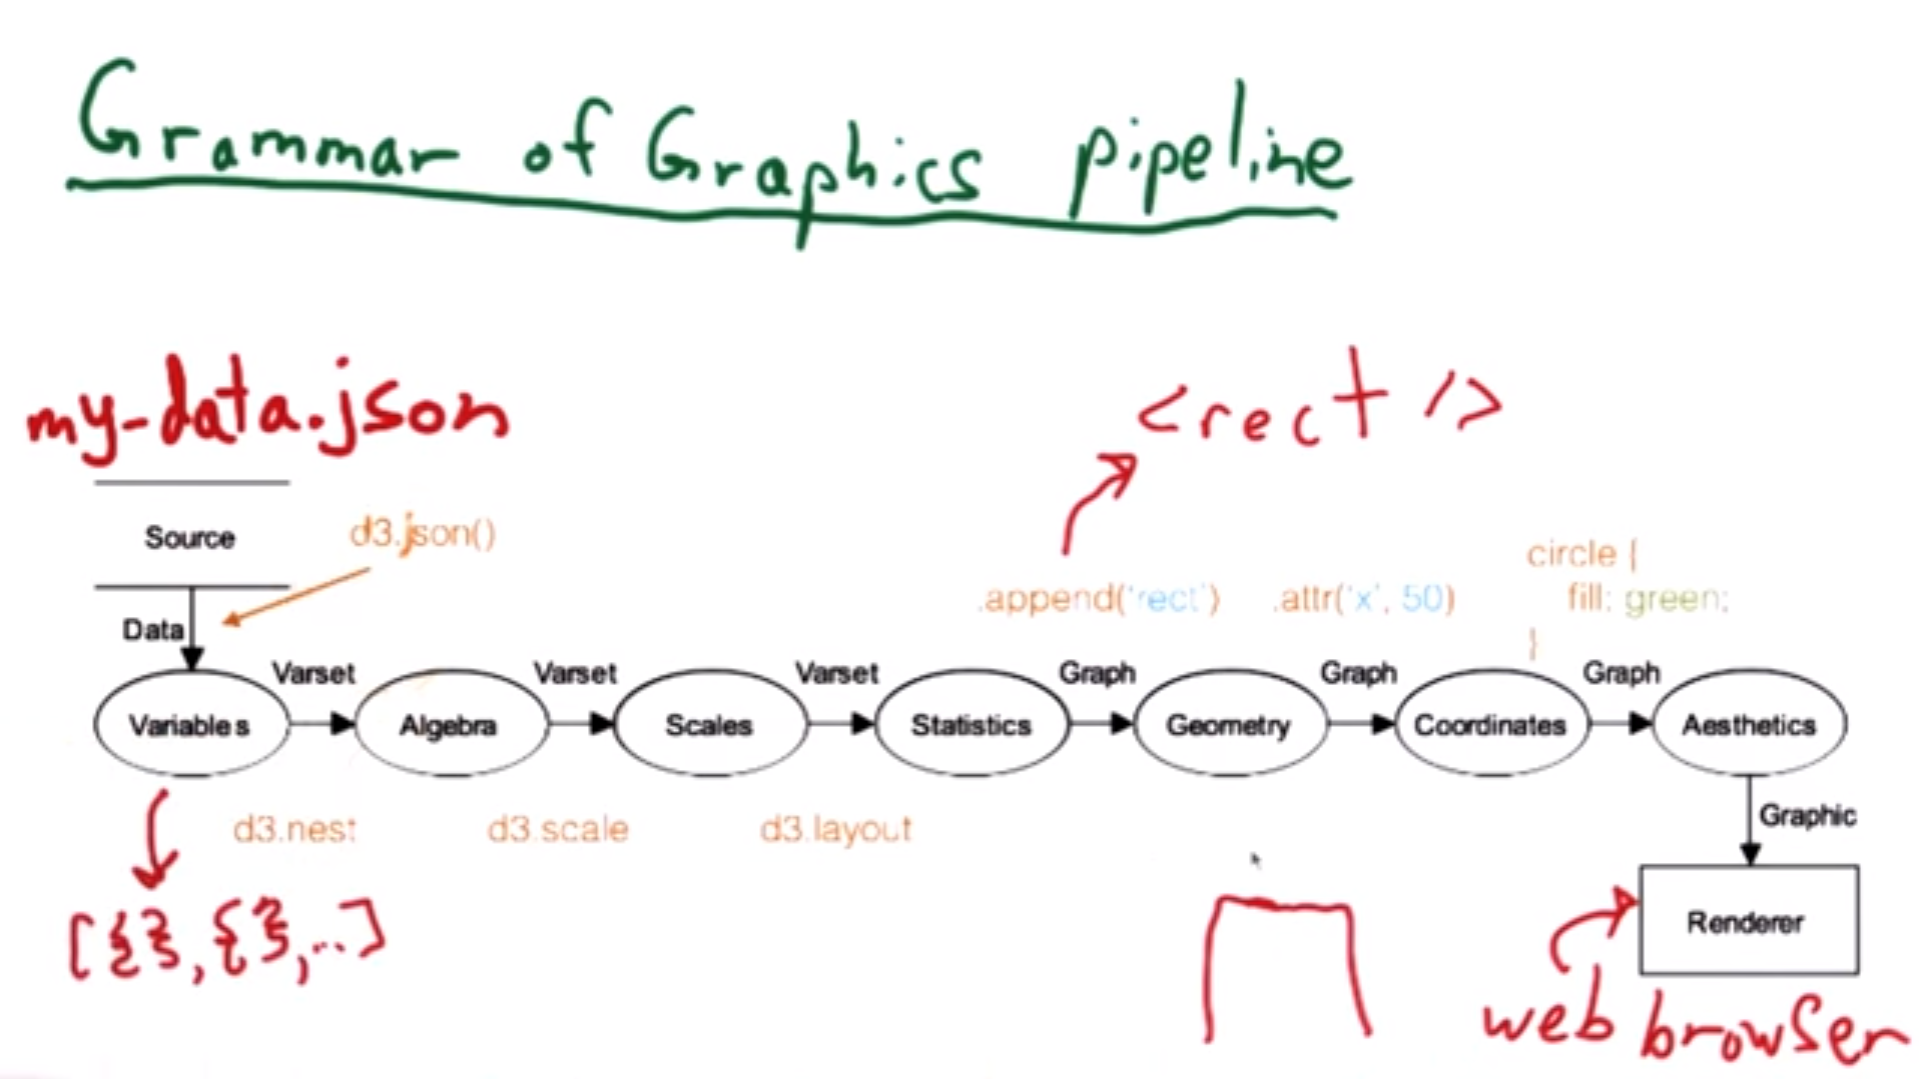 Grammar of Graphics pipeline
my-data.json
<rect />
Source
d3.json()
circle {
.append('rect')
.attr('x', 50)
fill: green;
}
Data
Varset
Varset
Varset
Graph
Graph
Graph
Variables
Algebra
Scales
Statistics
Geometry
Coordinates
Aesthetics
d3.nest
d3.scale
d3.layout
Graphic
[{}, {}, ...]
Renderer
web browser